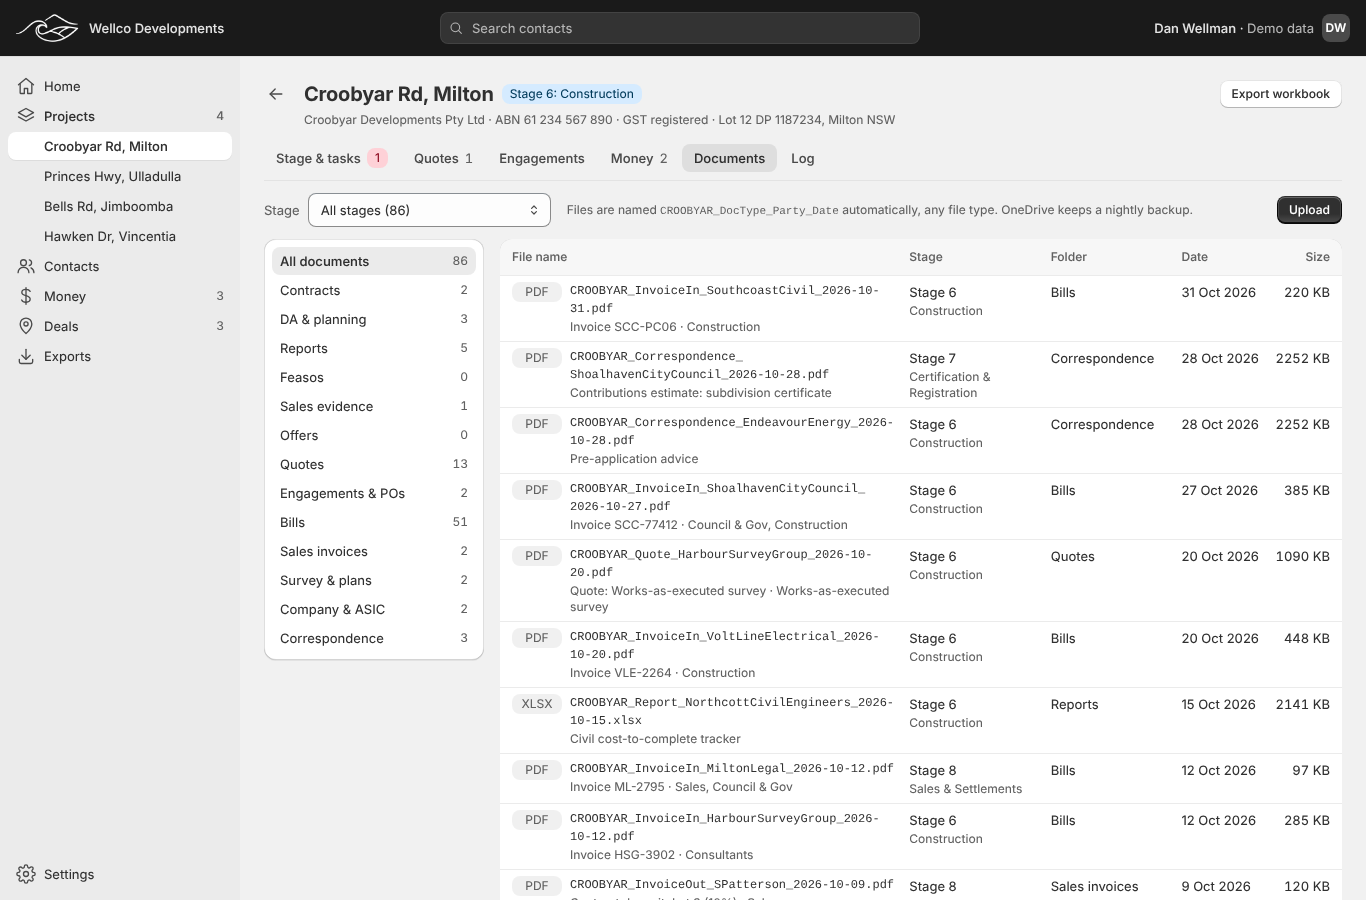 Wellco Developments
Search contacts
Dan Wellman · Demo data
DW
Home
Projects 4
Croobyar Rd, Milton
Princes Hwy, Ulladulla
Bells Rd, Jimboomba
Hawken Dr, Vincentia
Contacts
Money 3
Deals 3
Exports
Settings
Croobyar Rd, Milton
Stage 6: Construction
Export workbook
Croobyar Developments Pty Ltd · ABN 61 234 567 890 · GST registered · Lot 12 DP 1187234, Milton NSW
Stage & tasks 1
Quotes 1
Engagements
Money 2
Documents
Log
Stage
All stages (86)
Files are named CROOBYAR_DocType_Party_Date automatically, any file type. OneDrive keeps a nightly backup.
Upload
All documents 86
Contracts 2
DA & planning 3
Reports 5
Feasos 0
Sales evidence 1
Offers 0
Quotes 13
Engagements & POs 2
Bills 51
Sales invoices 2
Survey & plans 2
Company & ASIC 2
Correspondence 3
File name Stage Folder Date Size
PDF CROOBYAR_InvoiceIn_SouthcoastCivil_2026-10-
31.pdf
Invoice SCC-PC06 · Construction
Stage 6
Construction
Bills
31 Oct 2026
220 KB
PDF CROOBYAR_Correspondence_
ShoalhavenCityCouncil_2026-10-28.pdf
Contributions estimate: subdivision certificate
Stage 7
Certification &
Registration
Correspondence
28 Oct 2026
2252 KB
PDF CROOBYAR_Correspondence_EndeavourEnergy_2026-
10-28.pdf
Pre-application advice
Stage 6
Construction
Correspondence
28 Oct 2026
2252 KB
PDF CROOBYAR_InvoiceIn_ShoalhavenCityCouncil_
2026-10-27.pdf
Invoice SCC-77412 · Council & Gov, Construction
Stage 6
Construction
Bills
27 Oct 2026
385 KB
PDF CROOBYAR_Quote_HarbourSurveyGroup_2026-10-
20.pdf
Quote: Works-as-executed survey · Works-as-executed
survey
Stage 6
Construction
Quotes
20 Oct 2026
1090 KB
PDF CROOBYAR_InvoiceIn_VoltLineElectrical_2026-
10-20.pdf
Invoice VLE-2264 · Construction
Stage 6
Construction
Bills
20 Oct 2026
448 KB
XLSX CROOBYAR_Report_NorthcottCivilEngineers_2026-
10-15.xlsx
Civil cost-to-complete tracker
Stage 6
Construction
Reports
15 Oct 2026
2141 KB
PDF CROOBYAR_InvoiceIn_MiltonLegal_2026-10-12.pdf
Invoice ML-2795 · Sales, Council & Gov
Stage 8
Sales & Settlements
Bills
12 Oct 2026
97 KB
PDF CROOBYAR_InvoiceIn_HarbourSurveyGroup_2026-
10-12.pdf
Invoice HSG-3902 · Consultants
Stage 6
Construction
Bills
12 Oct 2026
285 KB
PDF CROOBYAR_InvoiceOut_SPatterson_2026-10-09.pdf
Stage 8
Sales invoices
9 Oct 2026
120 KB